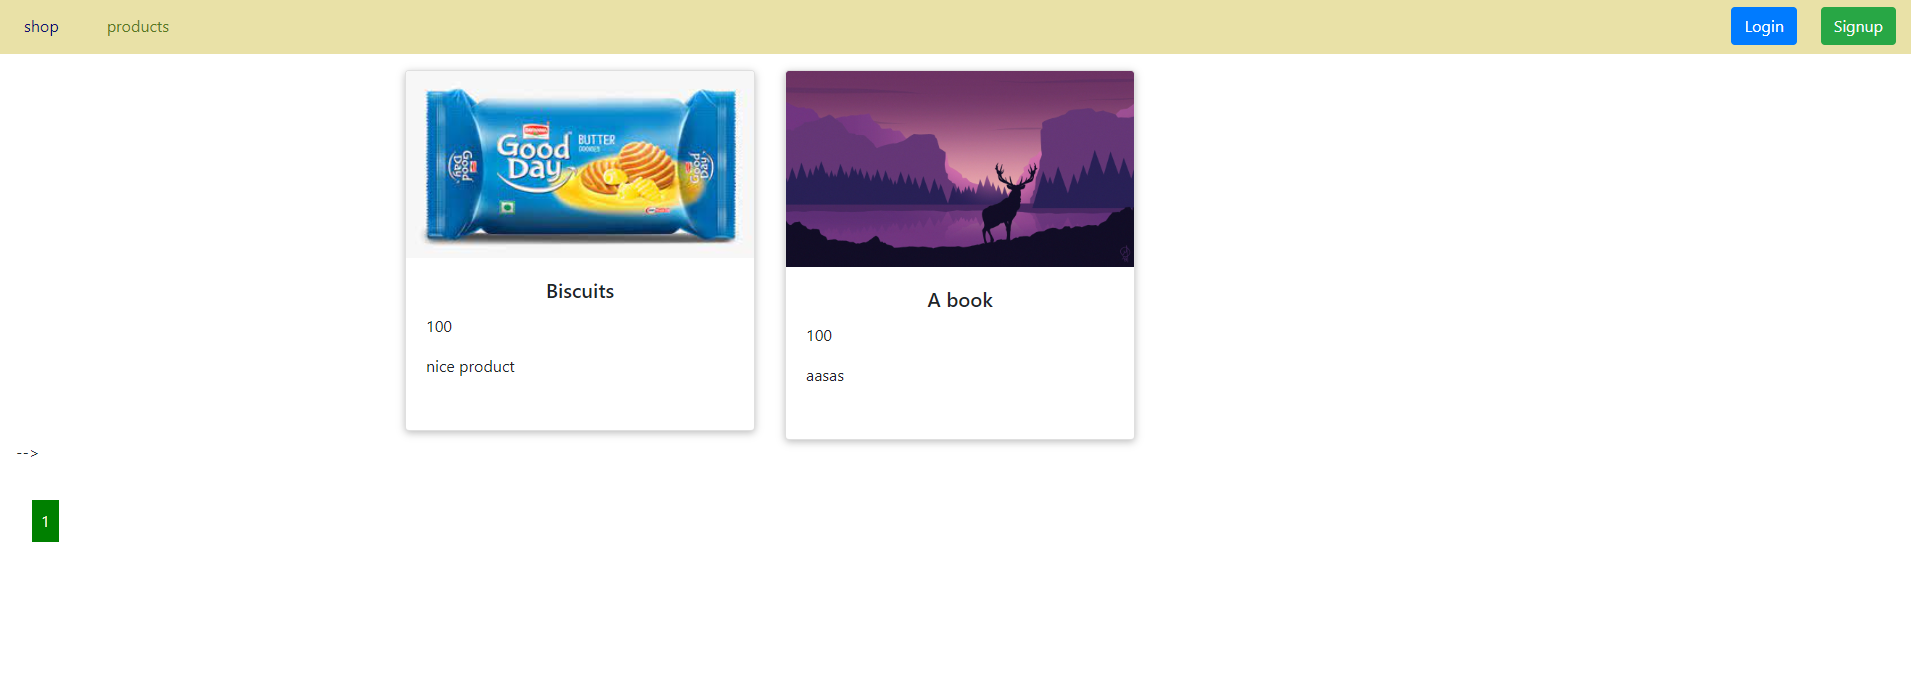 shop products Login Signup
Good Day BUTTER COOKIES
Good Day
Good Day
Biscuits
100
nice product
A book
100
aasas
-->
1